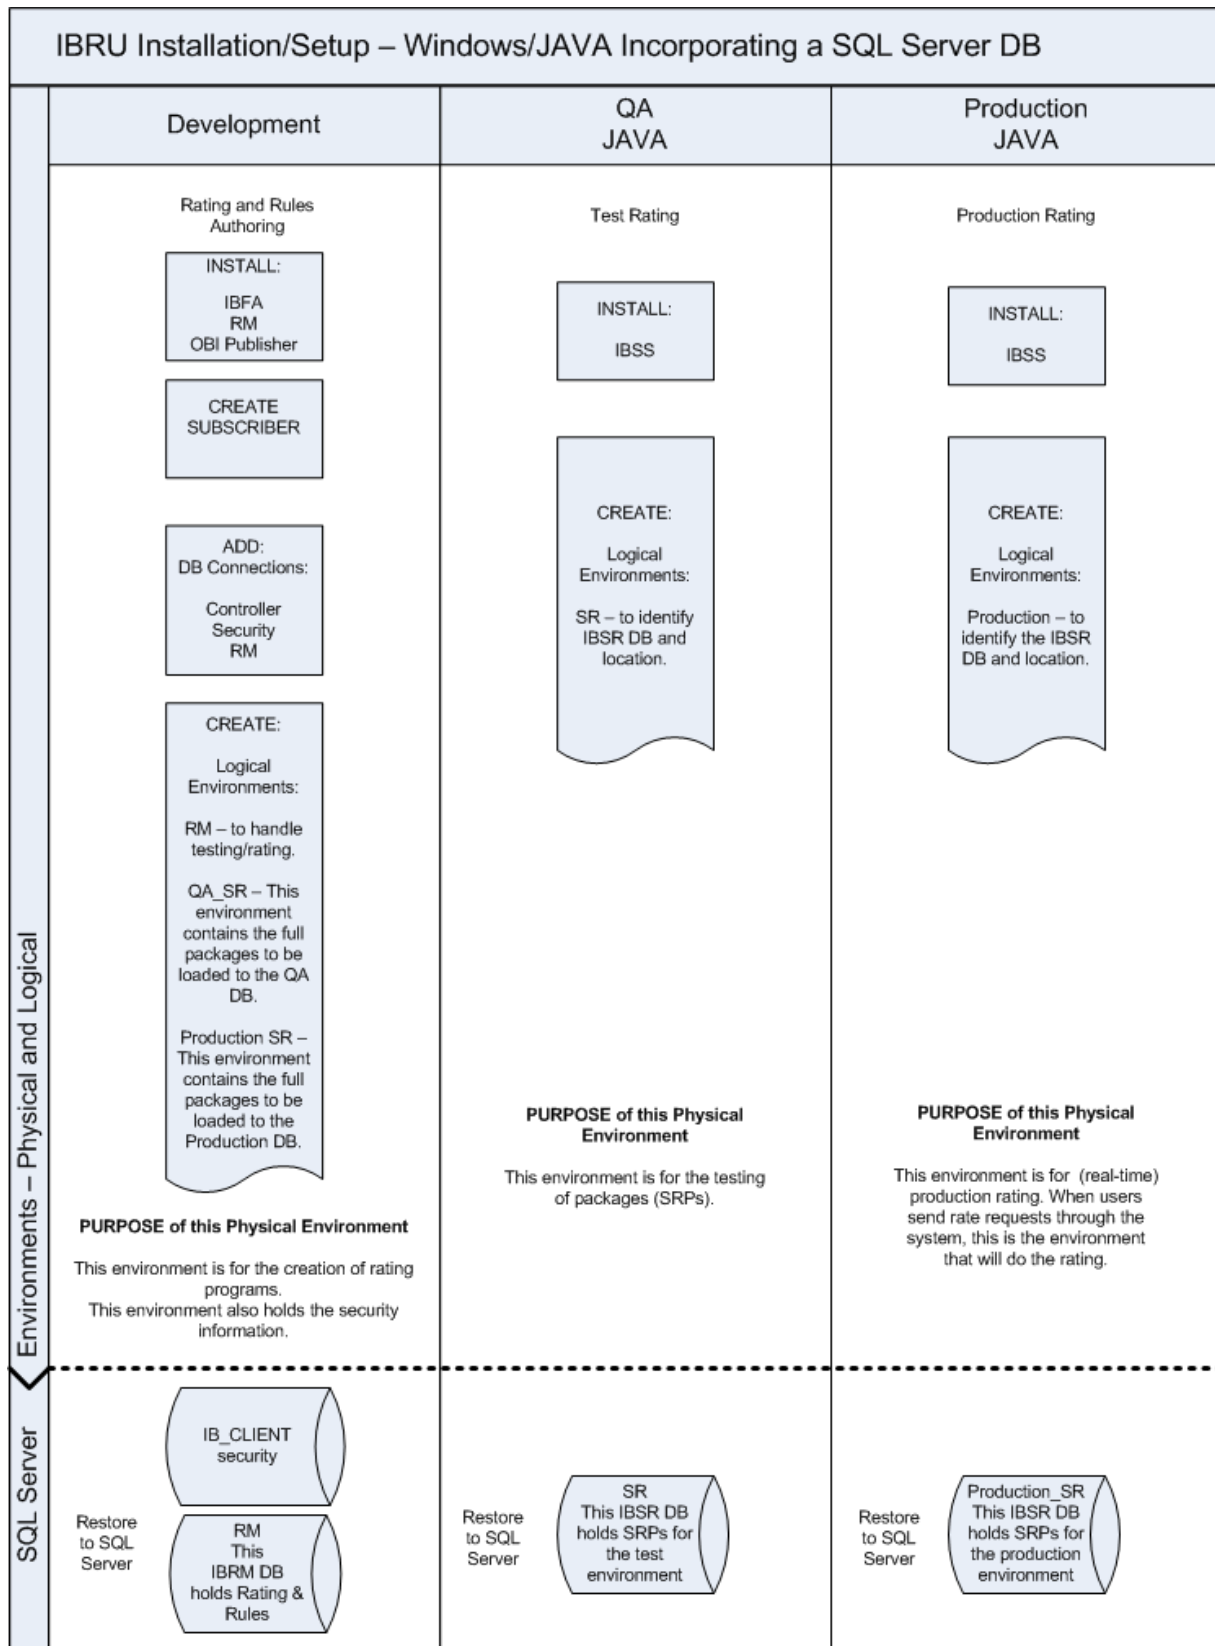 IBRU Installation/Setup – Windows/JAVA Incorporating a SQL Server DB
Environments – Physical and Logical
Development
Rating and Rules
Authoring
INSTALL:
IBFA
RM
OBI Publisher
CREATE
SUBSCRIBER
ADD:
DB Connections:
Controller
Security
RM
CREATE:
Logical
Environments:
RM – to handle
testing/rating.
QA_SR – This
environment
contains the full
packages to be
loaded to the QA
DB.
Production SR –
This environment
contains the full
packages to be
loaded to the
Production DB.
PURPOSE of this Physical Environment
This environment is for the creation of rating
programs.
This environment also holds the security
information.
QA
JAVA
Test Rating
INSTALL:
IBSS
CREATE:
Logical
Environments:
SR – to identify
IBSR DB and
location.
PURPOSE of this Physical
Environment
This environment is for the testing
of packages (SRPs).
Production
JAVA
Production Rating
INSTALL:
IBSS
CREATE:
Logical
Environments:
Production – to
identify the IBSR
DB and location.
PURPOSE of this Physical
Environment
This environment is for (real-time)
production rating. When users
send rate requests through the
system, this is the environment
that will do the rating.
SQL Server
Restore
to SQL
Server
IB_CLIENT
security
RM
This
IBRM DB
holds Rating &
Rules
Restore
to SQL
Server
SR
This IBSR DB
holds SRPs for
the test
environment
Restore
to SQL
Server
Production_SR
This IBSR DB
holds SRPs for
the production
environment